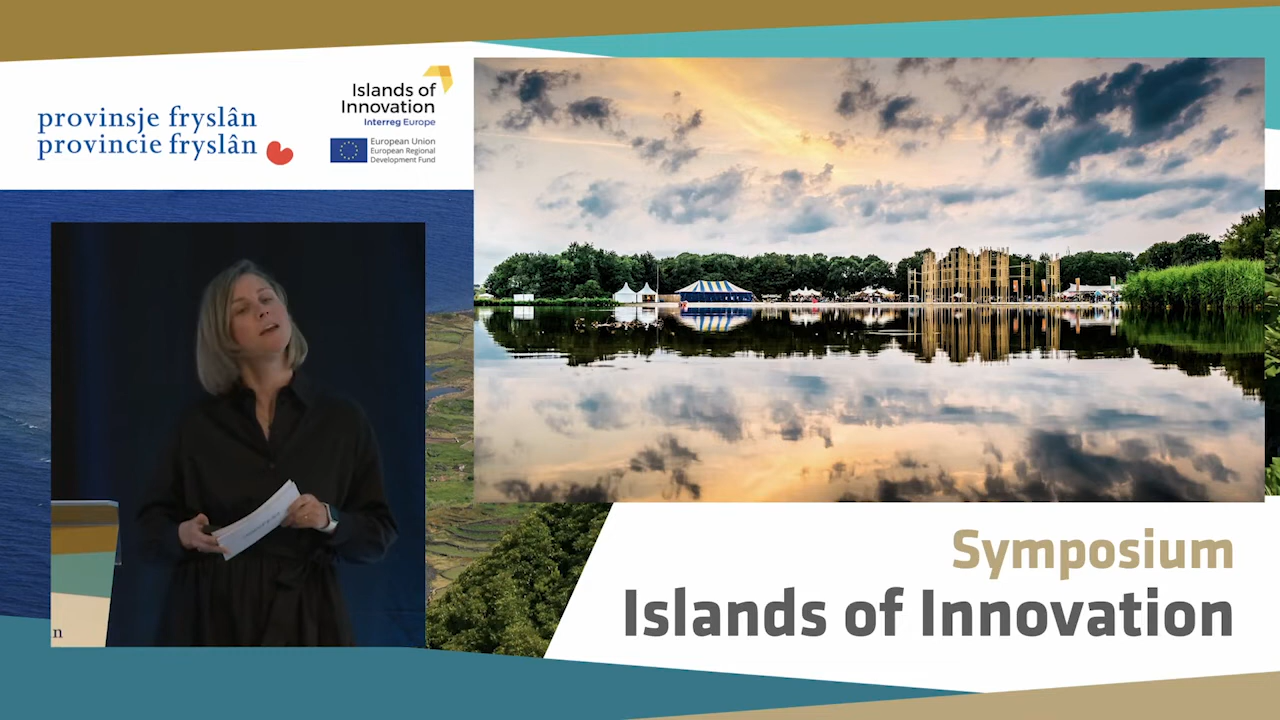 provinsje fryslân
provincie fryslân
Islands of
Innovation
Interreg Europe
European Union
European Regional
Development Fund
n
Symposium
Islands of Innovation